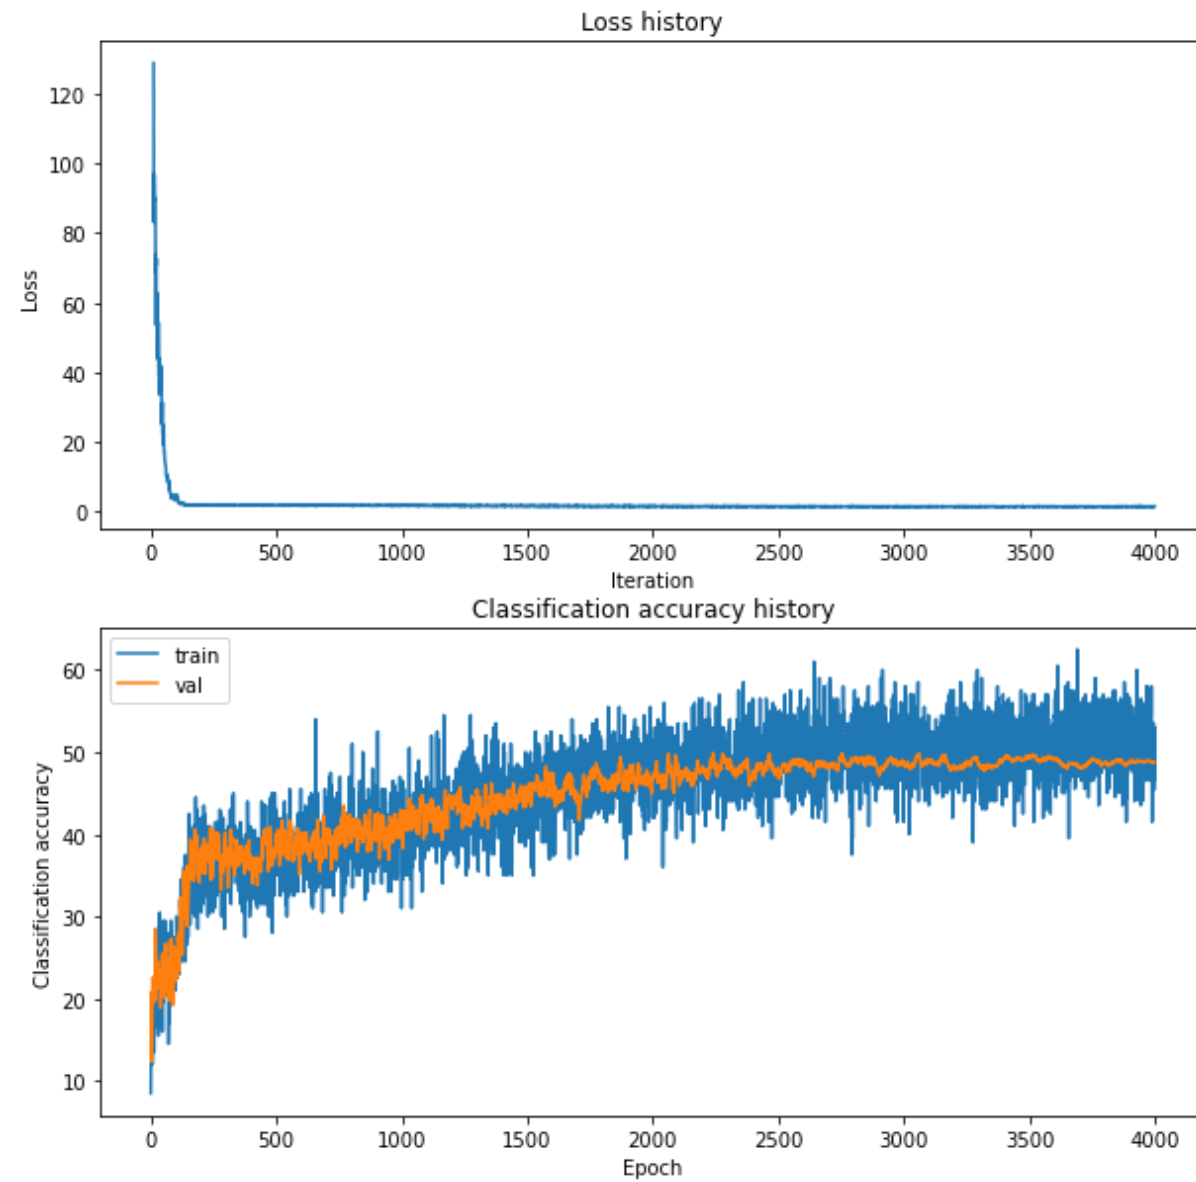 Loss history
120
100
80
60
40
20
0
Loss
0 500 1000 1500 2000 2500 3000 3500 4000
Iteration
Classification accuracy history
train
val
60
50
40
30
20
10
Classification accuracy
0 500 1000 1500 2000 2500 3000 3500 4000
Epoch